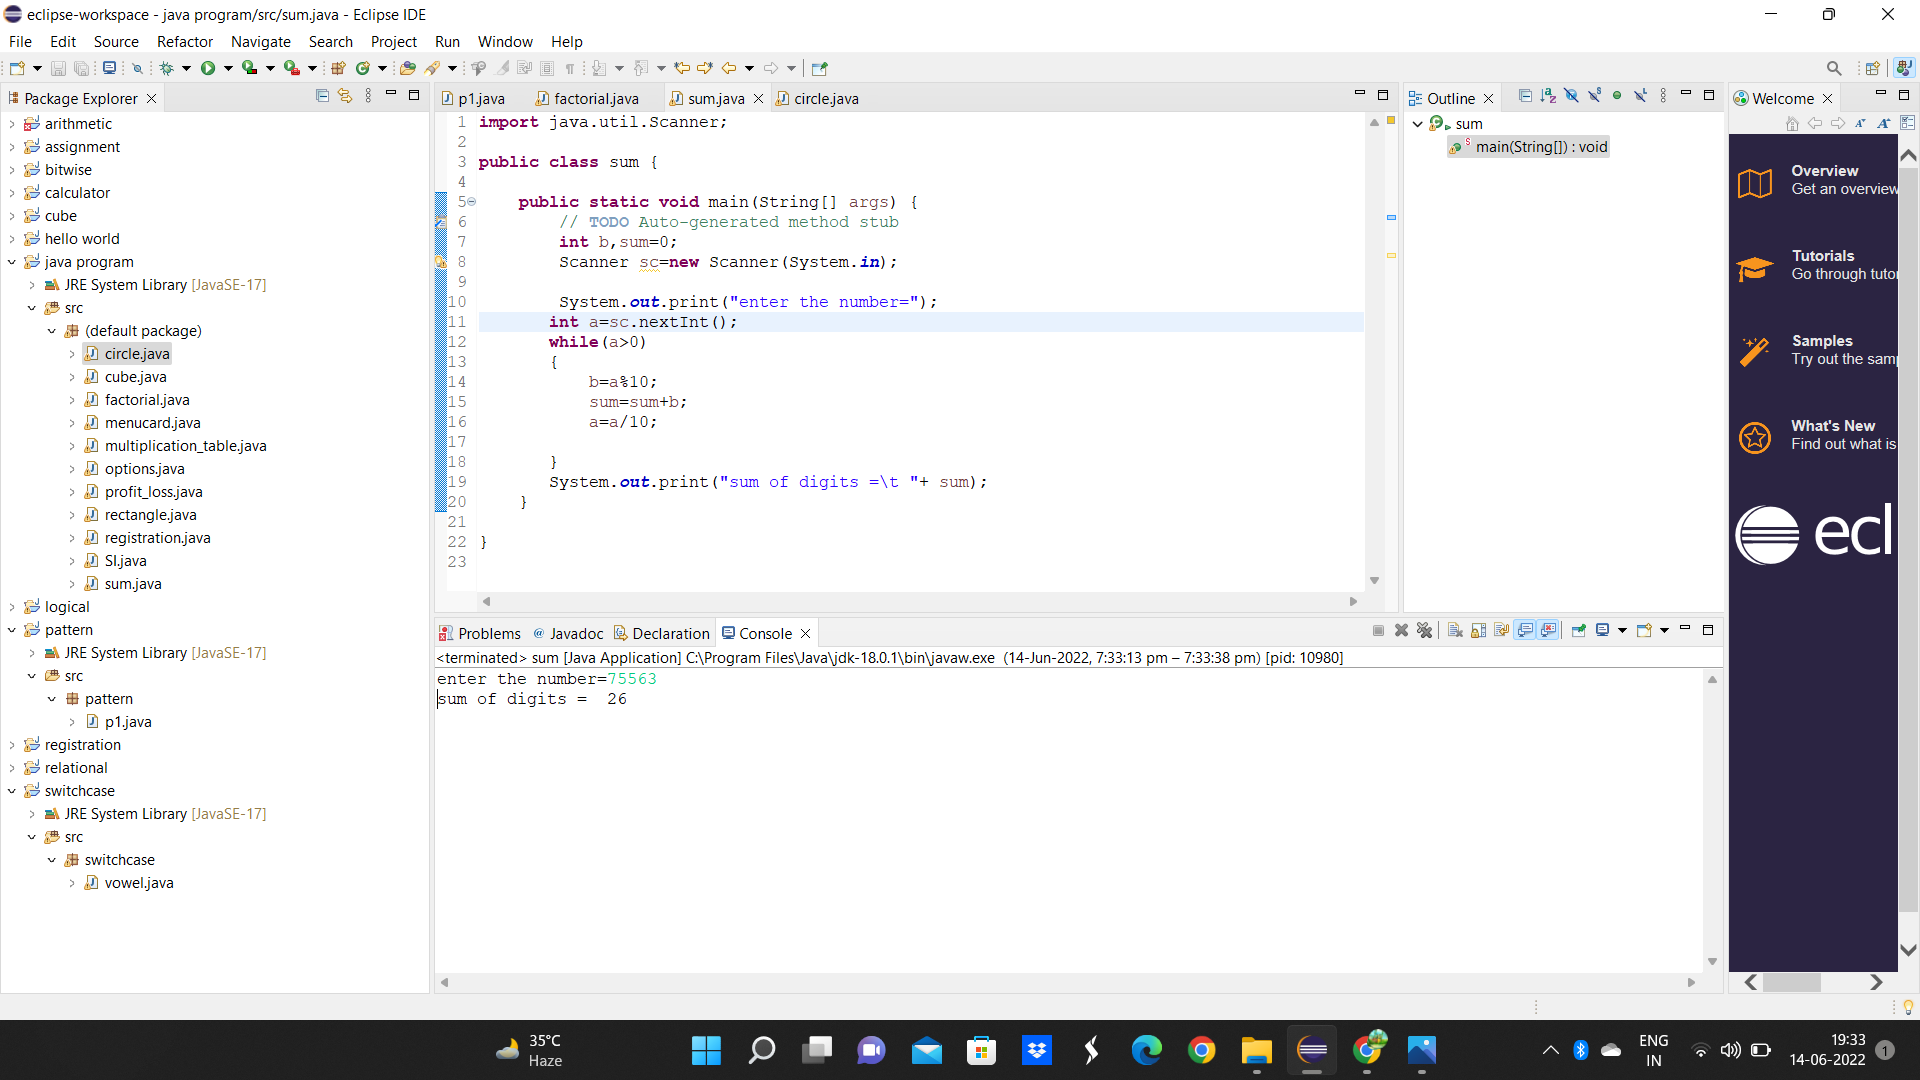 eclipse-workspace - java program/src/sum.java - Eclipse IDE
File Edit Source Refactor Navigate Search Project Run Window Help
Package Explorer
arithmetic
assignment
bitwise
calculator
cube
hello world
java program
JRE System Library [JavaSE-17]
src
(default package)
circle.java
cube.java
factorial.java
menucard.java
multiplication_table.java
options.java
profit_loss.java
rectangle.java
registration.java
SI.java
sum.java
logical
pattern
JRE System Library [JavaSE-17]
src
pattern
p1.java
registration
relational
switchcase
JRE System Library [JavaSE-17]
src
switchcase
vowel.java
p1.java factorial.java sum.java circle.java
1 import java.util.Scanner;
2
3 public class sum {
4
5 public static void main(String[] args) {
6 // TODO Auto-generated method stub
7 int b,sum=0;
8 Scanner sc=new Scanner(System.in);
9
10 System.out.print("enter the number=");
11 int a=sc.nextInt();
12 while(a>0)
13 {
14 b=a%10;
15 sum=sum+b;
16 a=a/10;
17
18 }
19 System.out.print("sum of digits =\t "+ sum);
20 }
21
22 }
23
Outline
sum
main(String[]) : void
Welcome
Overview
Get an overview
Tutorials
Go through tutor
Samples
Try out the sam
What's New
Find out what is
ecl
Problems @ Javadoc Declaration Console
<terminated> sum [Java Application] C:\Program Files\Java\jdk-18.0.1\bin\javaw.exe (14-Jun-2022, 7:33:13 pm – 7:33:38 pm) [pid: 10980]
enter the number=75563
sum of digits = 26
35°C
Haze
ENG
IN
19:33
14-06-2022
1